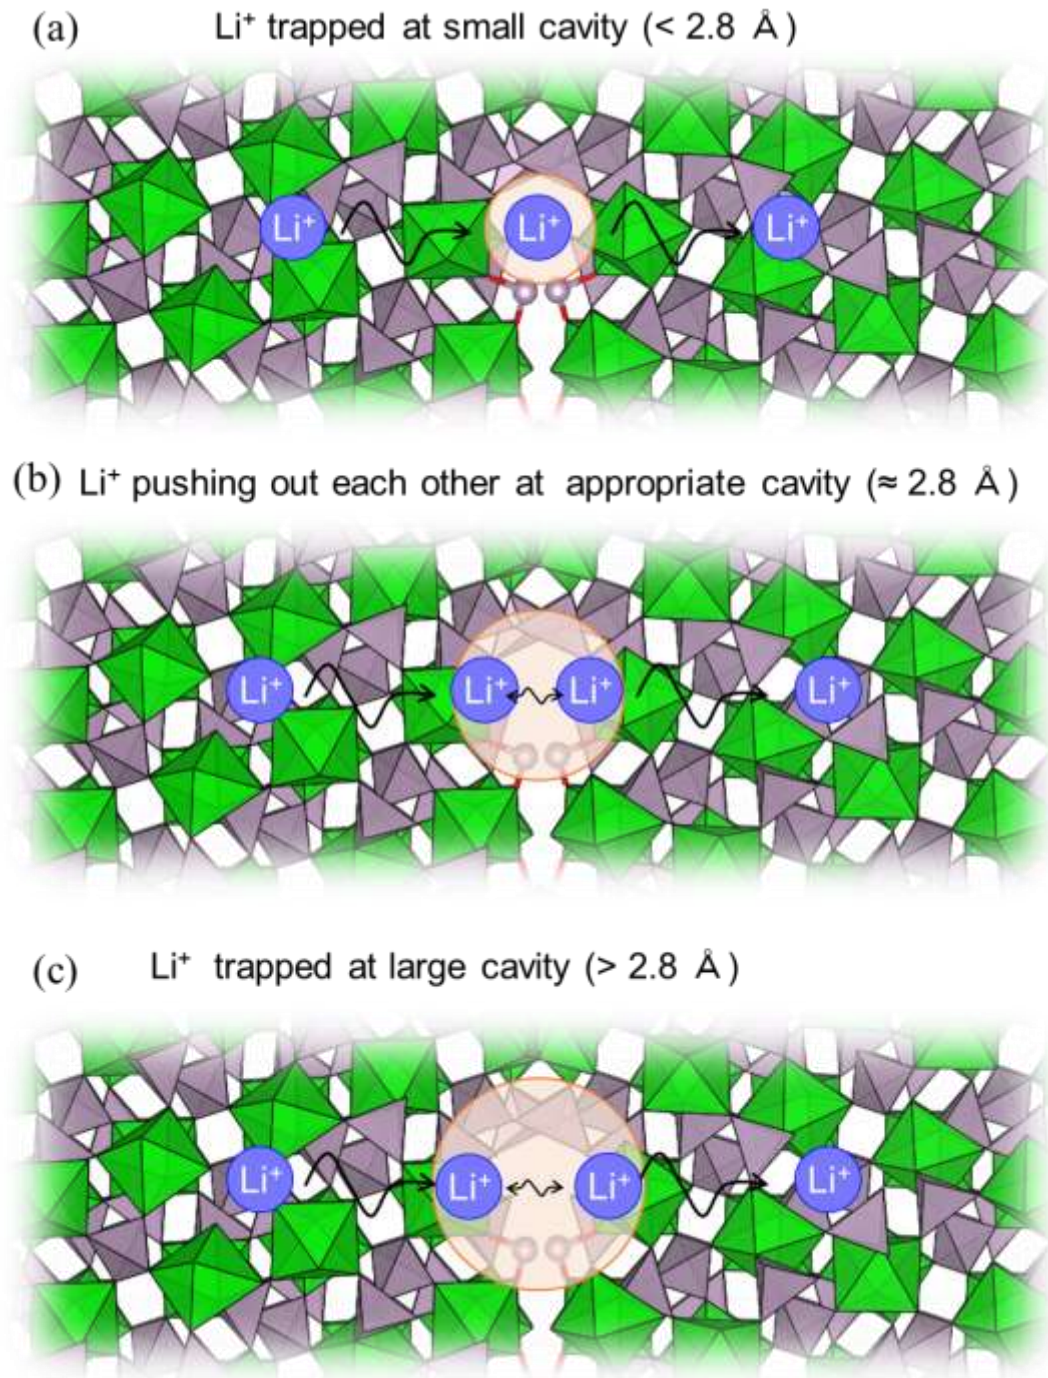 (a) Li⁺ trapped at small cavity (< 2.8 Å)
Li⁺ Li⁺ Li⁺
(b) Li⁺ pushing out each other at appropriate cavity (≈ 2.8 Å)
Li⁺ Li⁺ Li⁺ Li⁺
(c) Li⁺ trapped at large cavity (> 2.8 Å)
Li⁺ Li⁺ Li⁺ Li⁺